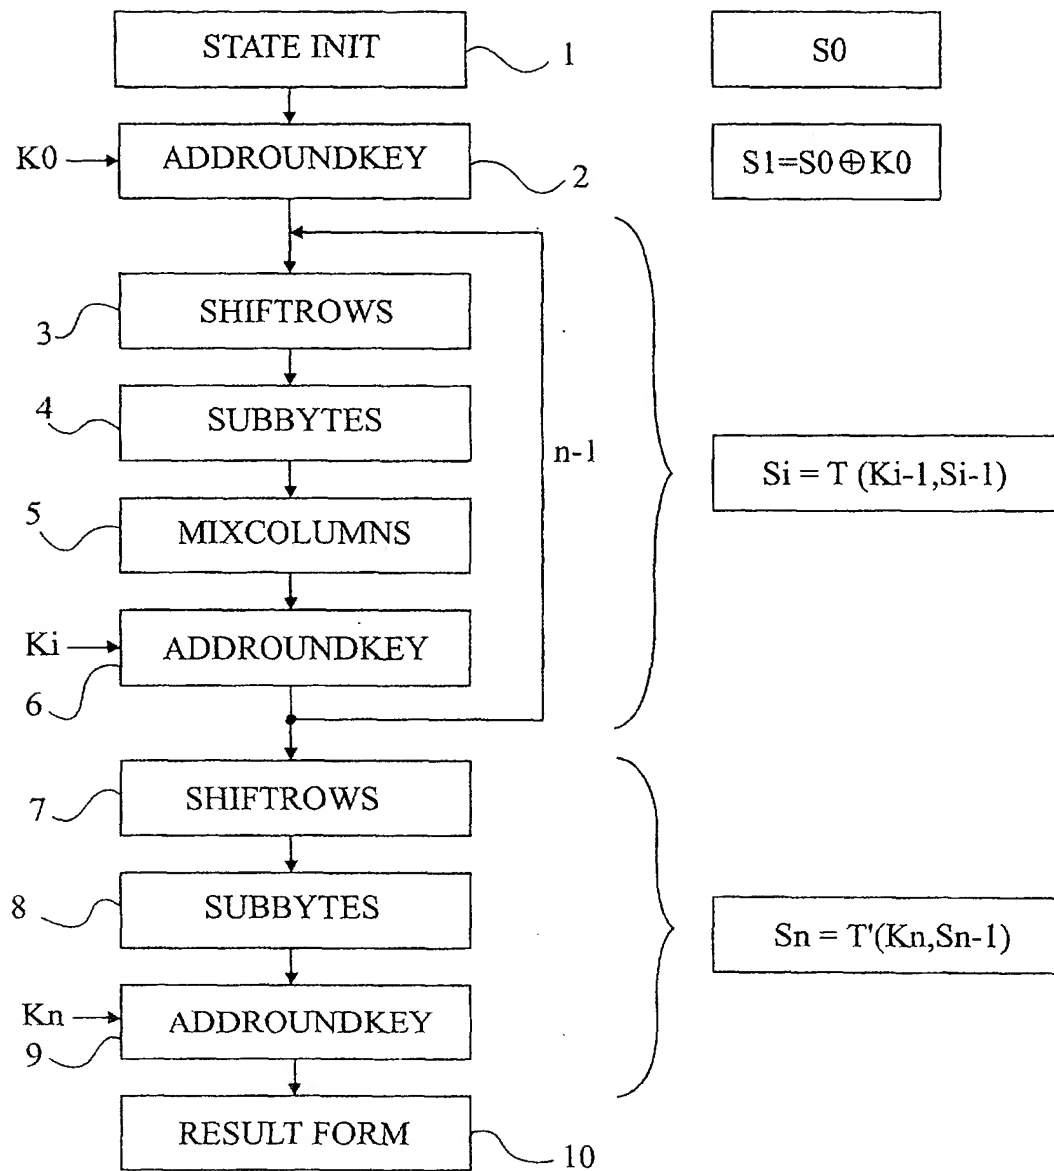 STATE INIT
1
S0
K0
ADDROUNDKEY
2
S1=S0⊕K0
SHIFTROWS
3
4
SUBBYTES
n-1
Si = T (Ki-1,Si-1)
5
MIXCOLUMNS
Ki
ADDROUNDKEY
6
SHIFTROWS
7
8
SUBBYTES
Sn = T'(Kn,Sn-1)
Kn
ADDROUNDKEY
9
RESULT FORM
10